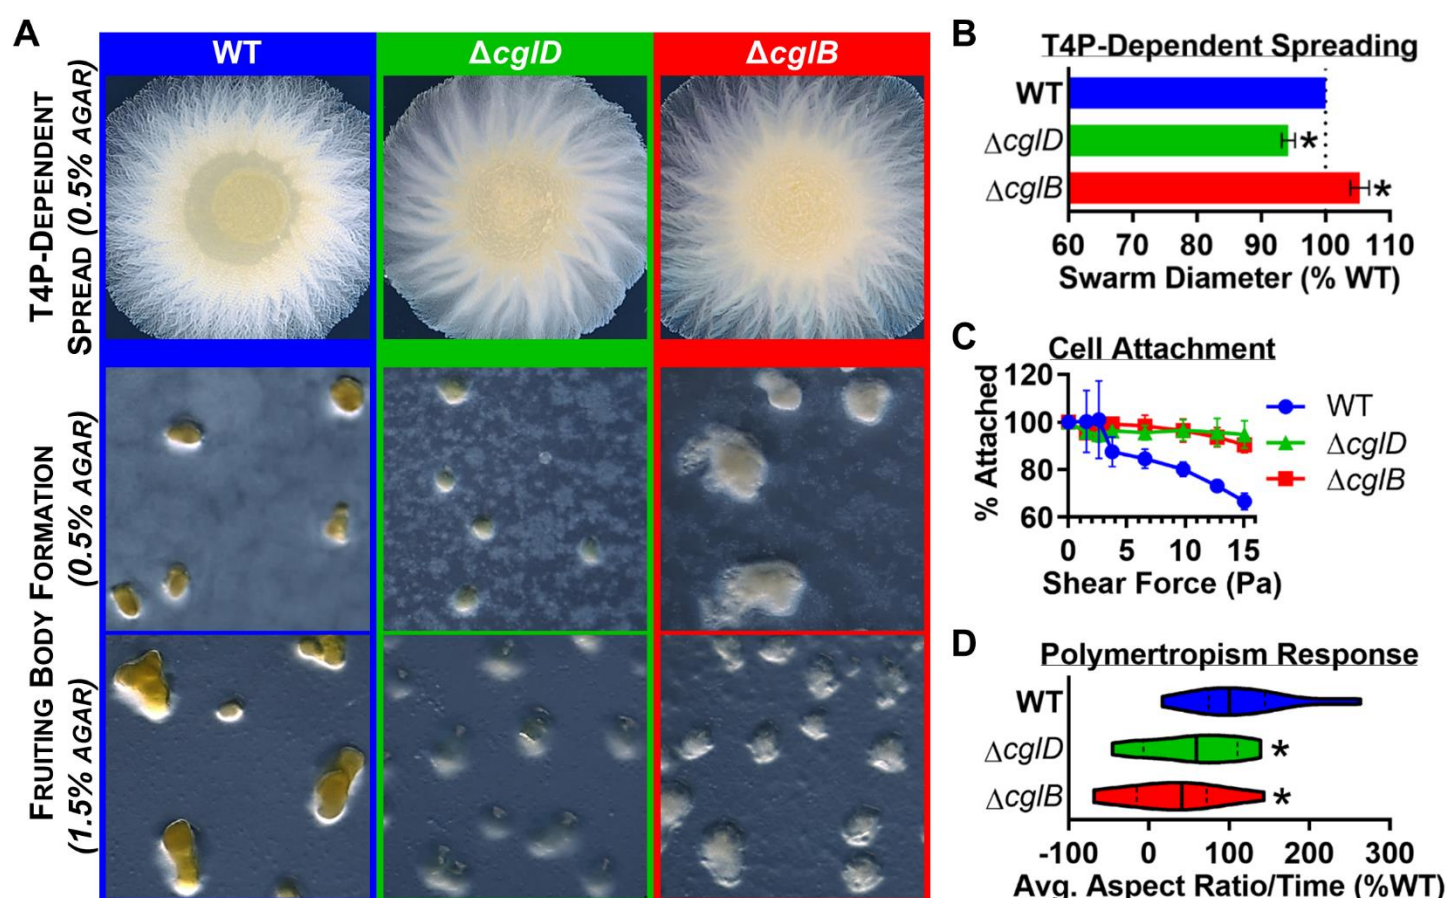 A
WT
ΔcglD
ΔcglB
T4P-DEPENDENT
SPREAD (0.5% AGAR)
FRUITING BODY FORMATION
(0.5% AGAR)
(1.5% AGAR)
B
T4P-Dependent Spreading
WT
ΔcglD
*
ΔcglB
*
60 70 80 90 100 110
Swarm Diameter (% WT)
C
Cell Attachment
% Attached
120
100
80
60
0 5 10 15
Shear Force (Pa)
WT
ΔcglD
ΔcglB
D
Polymertropism Response
WT
ΔcglD
*
ΔcglB
*
-100 0 100 200 300
Avg. Aspect Ratio/Time (%WT)